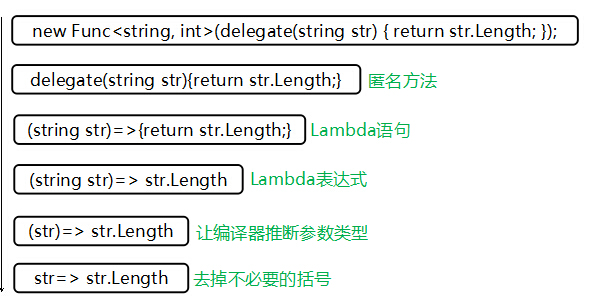 new Func<string, int>(delegate(string str) { return str.Length; });
delegate(string str){return str.Length;} 匿名方法
(string str)=>{return str.Length;} Lambda语句
(string str)=> str.Length Lambda表达式
(str)=> str.Length 让编译器推断参数类型
str=> str.Length 去掉不必要的括号